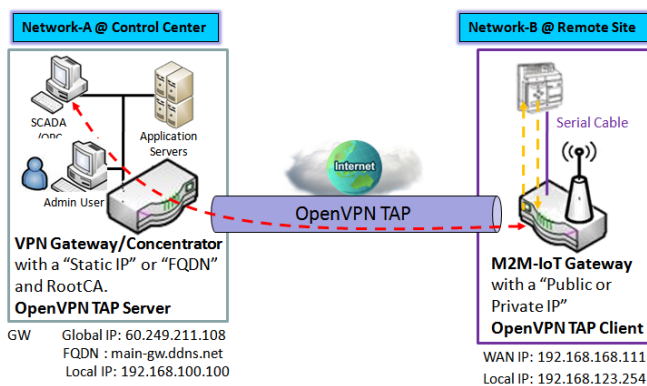 Network-A @ Control Center
Network-B @ Remote Site
SCADA
/OPC
Application
Servers
Admin User
Internet
OpenVPN TAP
Serial Cable
VPN Gateway/Concentrator
with a “Static IP” or “FQDN”
and RootCA.
OpenVPN TAP Server
M2M-IoT Gateway
with a “Public or
Private IP”
OpenVPN TAP Client
GW Global IP: 60.249.211.108
FQDN : main-gw.ddns.net
Local IP: 192.168.100.100
WAN IP: 192.168.168.111
Local IP: 192.168.123.254